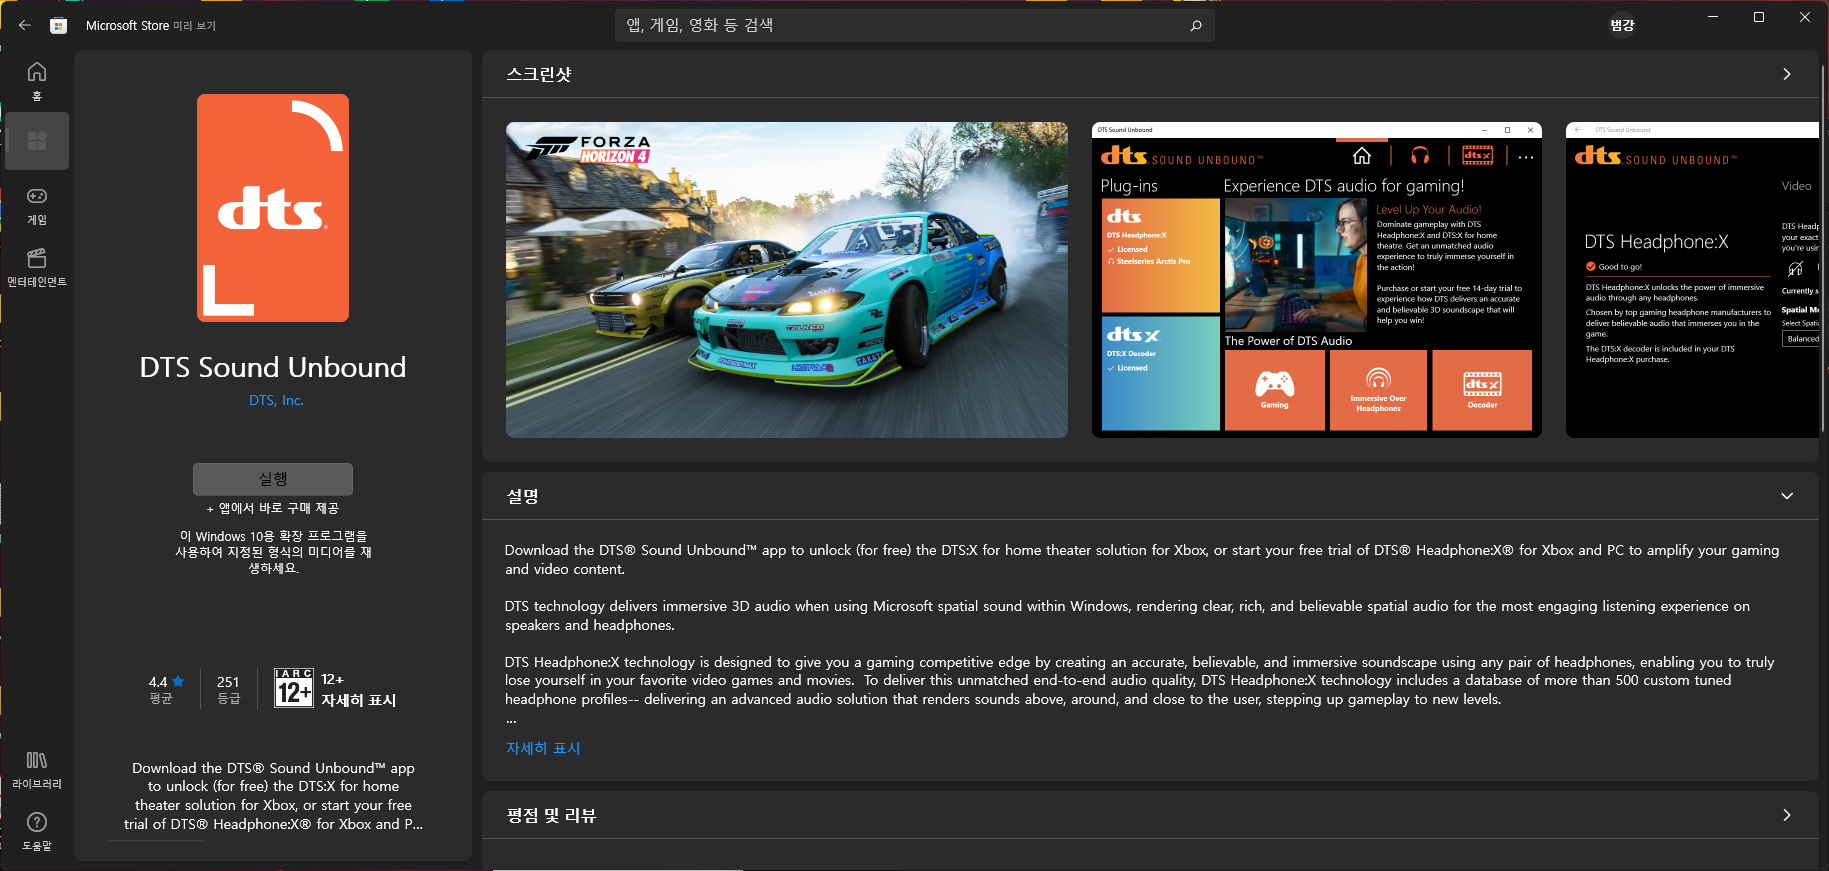 Microsoft Store 미리 보기
앱, 게임, 영화 등 검색
범강
홈
게임
엔터테인먼트
라이브러리
도움말
dts
DTS Sound Unbound
DTS, Inc.
실행
+ 앱에서 바로 구매 제공
이 Windows 10용 확장 프로그램을
사용하여 지정된 형식의 미디어를 재
생하세요.
4.4
평균
251
등급
IARC
12+
12+
자세히 표시
Download the DTS® Sound Unbound™ app
to unlock (for free) the DTS:X for home
theater solution for Xbox, or start your free
trial of DTS® Headphone:X® for Xbox and P...
스크린샷
FORZA
HORIZON 4
TAKATA
DTS Sound Unbound
dts SOUND UNBOUND™
Plug-ins
dts
DTS Headphone:X
Licensed
Steelseries Arctis Pro
dts x
DTS:X Decoder
Licensed
Experience DTS audio for gaming!
Level Up Your Audio!
Dominate gameplay with DTS
Headphone:X and DTS:X for home
theatre. Get an unmatched audio
experience to truly immerse yourself in
the action!
Purchase or start your free 14-day trial to
experience how DTS delivers an accurate
and believable 3D soundscape that will
help you win!
The Power of DTS Audio
Gaming
Immersive Over
Headphones
dts x
Decoder
DTS Sound Unbound
dts SOUND UNBOUND™
DTS Headphone:X
Good to go!
DTS Headphone:X unlocks the power of immersive
audio through any headphones.
Chosen by top gaming headphone manufacturers to
deliver believable audio that immerses you in the
game.
The DTS:X decoder is included in your DTS
Headphone:X purchase.
Video
DTS Headp
your exact
you're usin
Currently s
Spatial Mo
Select Spati
Balanced
설명
Download the DTS® Sound Unbound™ app to unlock (for free) the DTS:X for home theater solution for Xbox, or start your free trial of DTS® Headphone:X® for Xbox and PC to amplify your gaming
and video content.
DTS technology delivers immersive 3D audio when using Microsoft spatial sound within Windows, rendering clear, rich, and believable spatial audio for the most engaging listening experience on
speakers and headphones.
DTS Headphone:X technology is designed to give you a gaming competitive edge by creating an accurate, believable, and immersive soundscape using any pair of headphones, enabling you to truly
lose yourself in your favorite video games and movies.  To deliver this unmatched end-to-end audio quality, DTS Headphone:X technology includes a database of more than 500 custom tuned
headphone profiles-- delivering an advanced audio solution that renders sounds above, around, and close to the user, stepping up gameplay to new levels.
...
자세히 표시
평점 및 리뷰